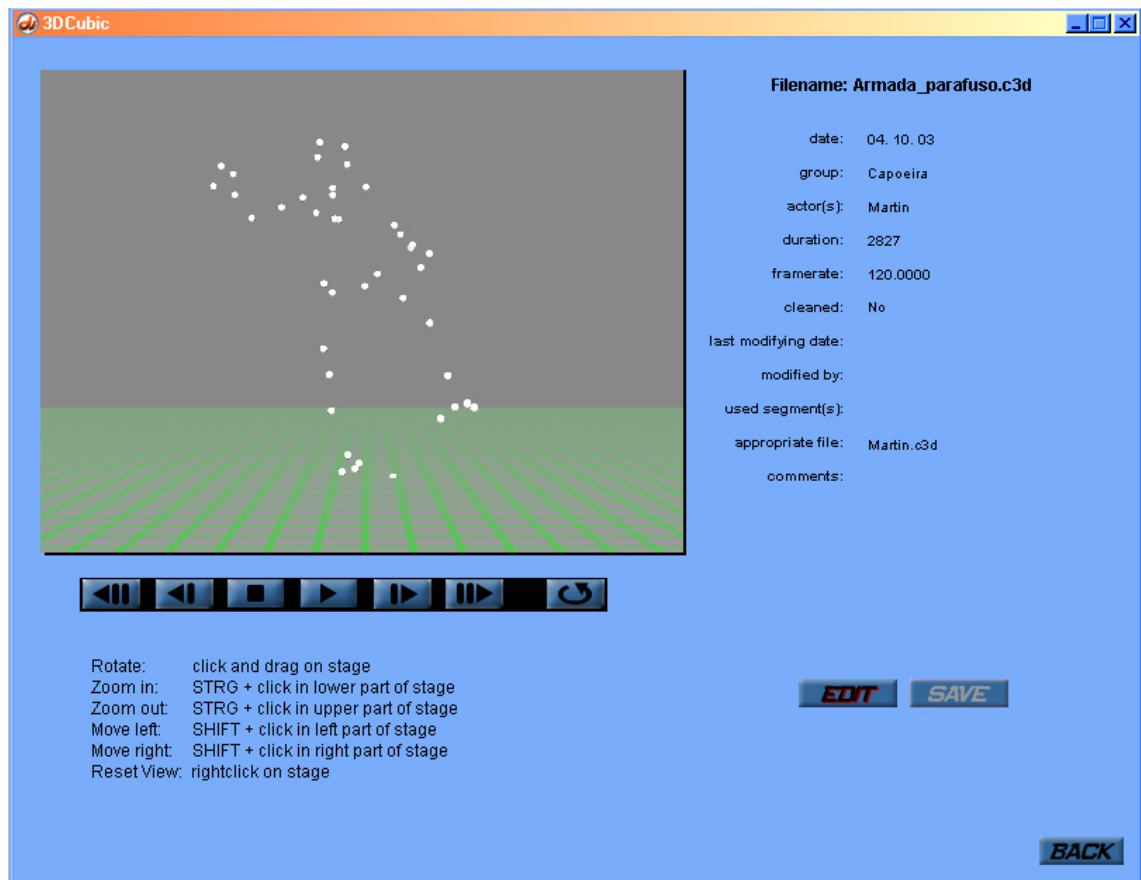 3DCubic
Filename: Armada_parafuso.c3d
date: 04. 10. 03
group: Capoeira
actor(s): Martin
duration: 2827
framerate: 120.0000
cleaned: No
last modifying date:
modified by:
used segment(s):
appropriate file: Martin.c3d
comments:
Rotate: click and drag on stage
Zoom in: STRG + click in lower part of stage
Zoom out: STRG + click in upper part of stage
Move left: SHIFT + click in left part of stage
Move right: SHIFT + click in right part of stage
Reset View: rightclick on stage
EDIT SAVE
BACK